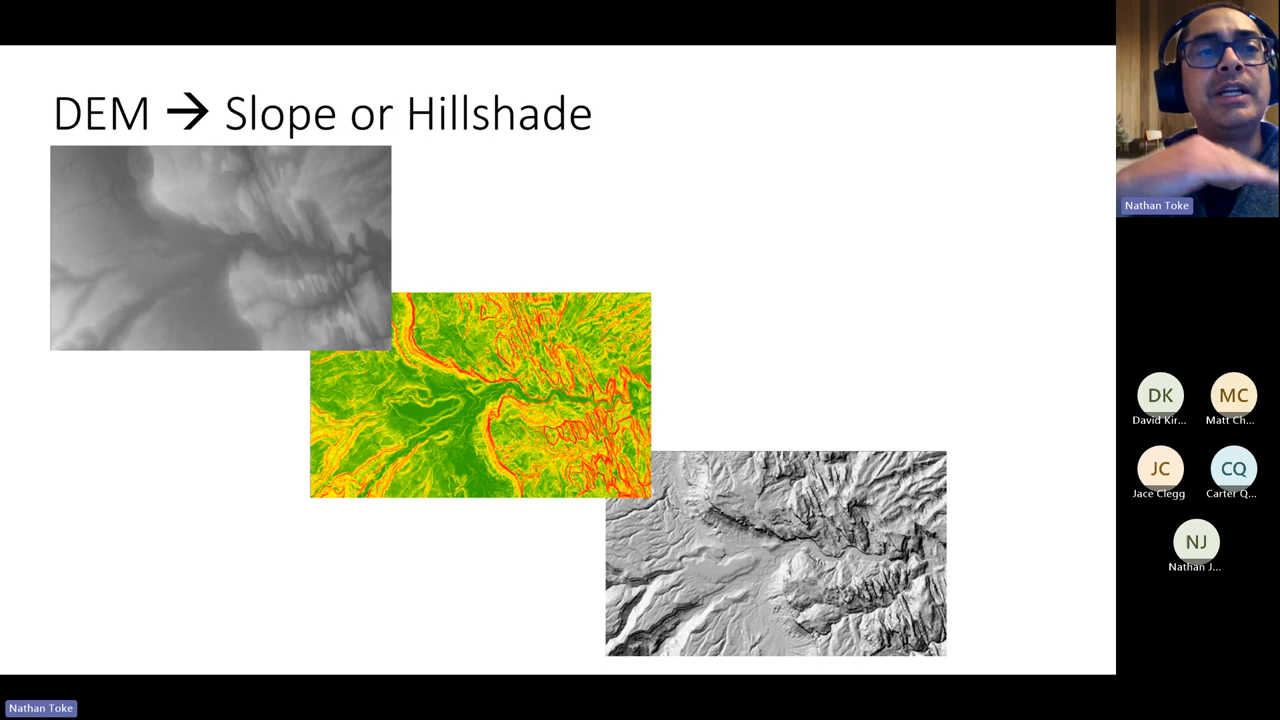 DEM → Slope or Hillshade
Nathan Toke
DK
MC
David Kir...
Matt Ch...
JC
CQ
Jace Clegg
Carter Q...
NJ
Nathan J...
Nathan Toke